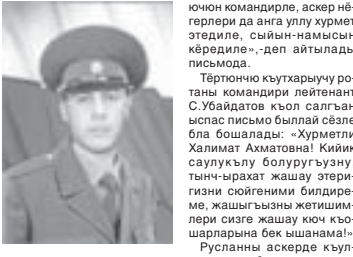 ючюн командирле, аскер нё-
герлери да анга уллу хурмет
этедиле, сыйын-намысын
кёредиле»,-деп айтылады
письмода.
Тёртюнчю къутхарыучу ро-
таны командири лейтенант
С.Убайдатов къол салгъан
ыспас письмо быллай сёзле
бла бошалады: «Хурметли
Халимат Ахматовна! Кийик
саулукълу болуругъузну,
тынч-ырахат жашау этери-
гизни сюйгеними билдире-
ме, жашыгъызны жетишим-
лери сизге жашау кюч къо-
шарларына бек ышанама!»
Русланны аскерде къул-